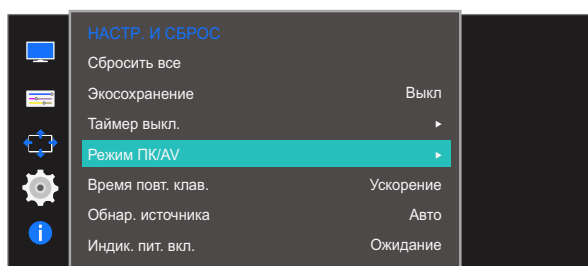 НАСТР. И СБРОС
Сбросить все
Экосохранение Выкл
Таймер выкл.
Режим ПК/AV
Время повт. клав. Ускорение
Обнар. источника Авто
Индик. пит. вкл. Ожидание